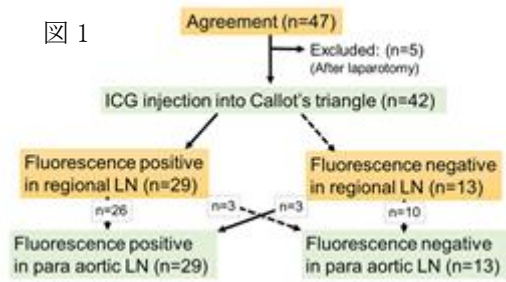 図 1
Agreement (n=47)
Excluded: (n=5)
(After laparotomy)
ICG injection into Callot's triangle (n=42)
Fluorescence positive
in regional LN (n=29)
Fluorescence negative
in regional LN (n=13)
n=26
n=3
n=3
n=10
Fluorescence positive
in para aortic LN (n=29)
Fluorescence negative
in para aortic LN (n=13)